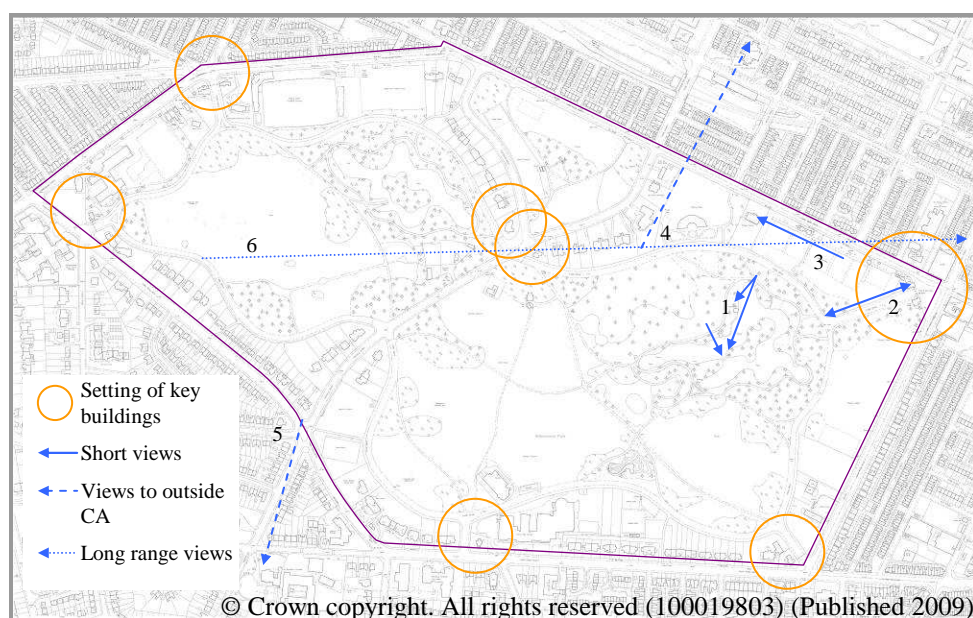 4
6
3
1
2
5
Setting of key
buildings
Short views
Views to outside
CA
Long range views
© Crown copyright. All rights reserved (100019803) (Published 2009)